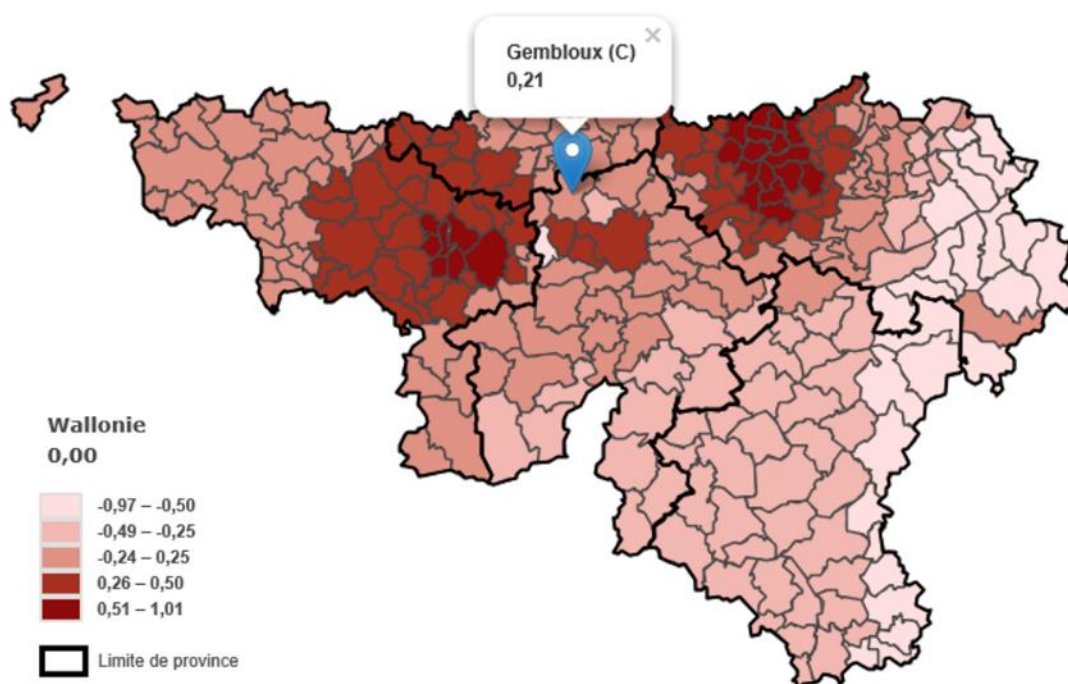 Gembloux (C)
0,21
×
Wallonie
0,00
-0,97 – -0,50
-0,49 – -0,25
-0,24 – 0,25
0,26 – 0,50
0,51 – 1,01
Limite de province